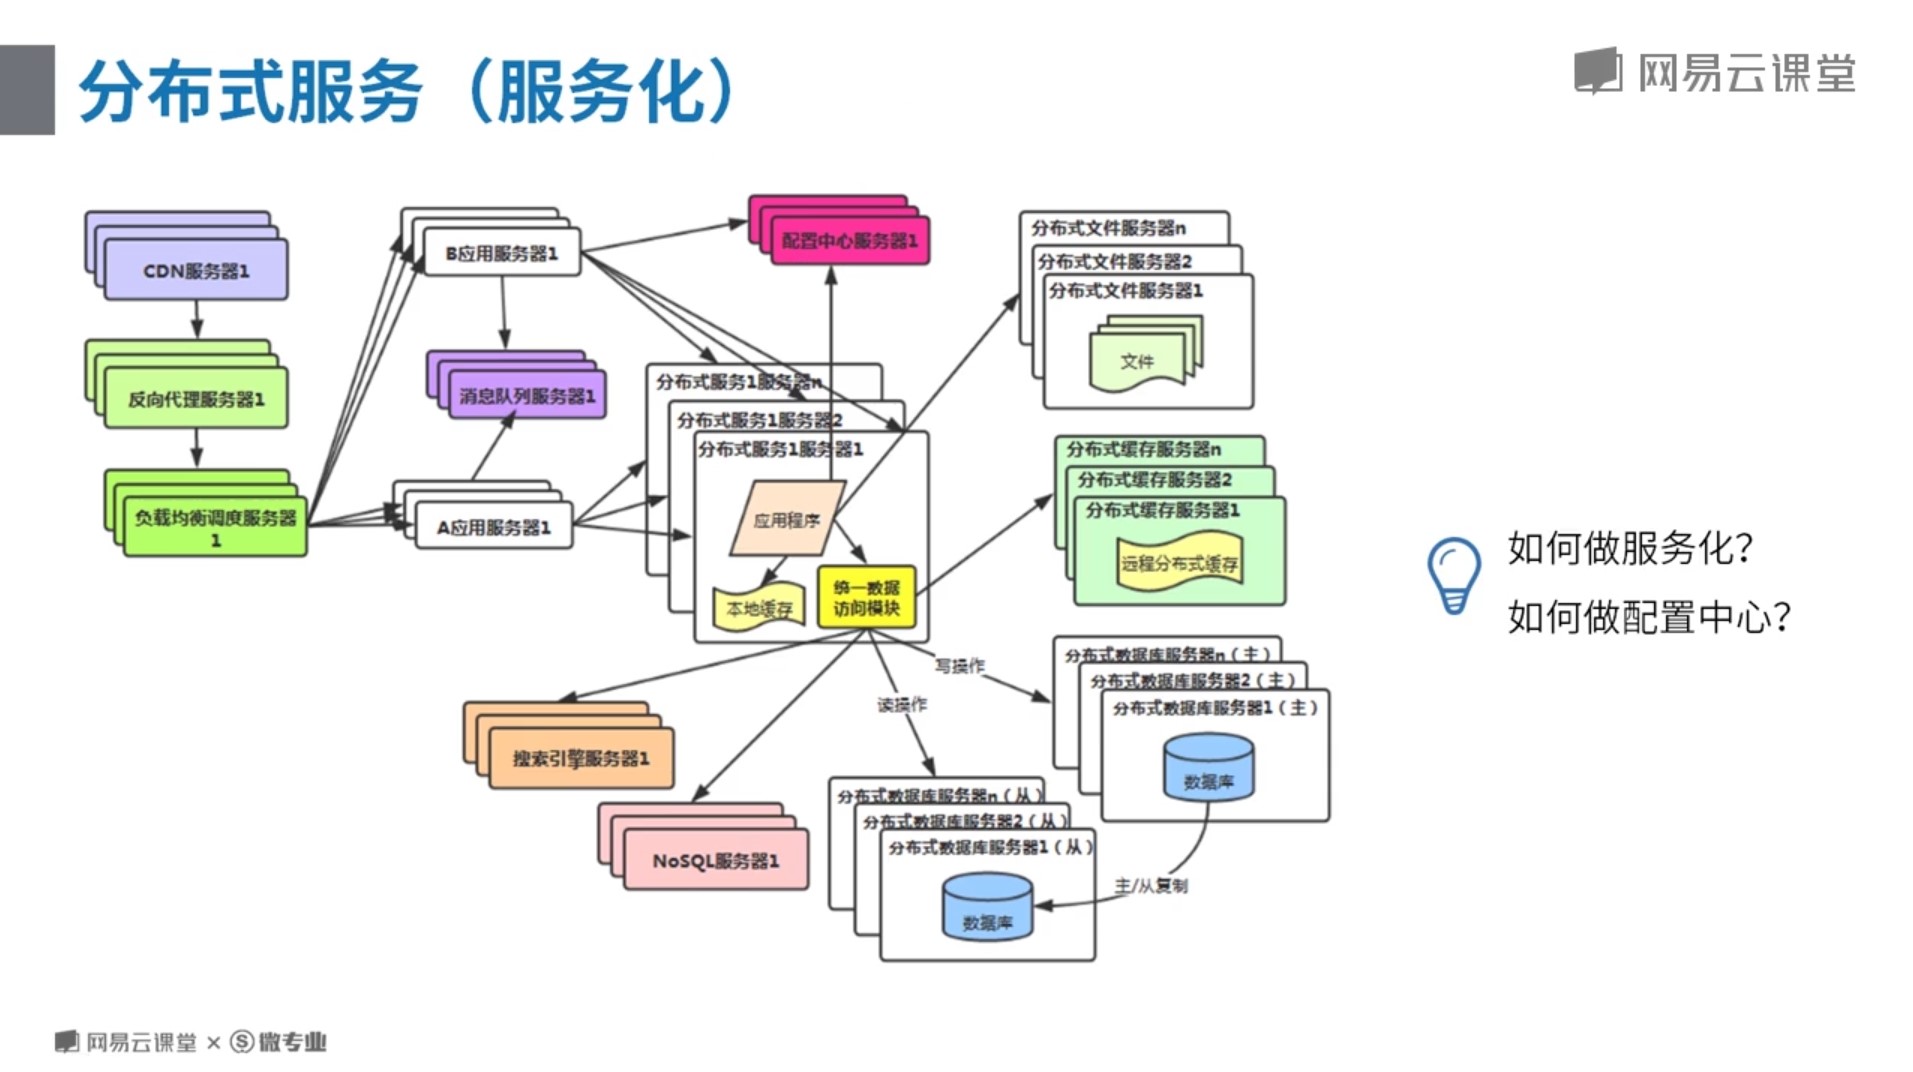 分布式服务（服务化）
网易云课堂
CDN服务器1
反向代理服务器1
负载均衡调度服务器
1
B应用服务器1
消息队列服务器1
A应用服务器1
配置中心服务器1
分布式服务1服务器n
分布式服务1服务器2
分布式服务1服务器1
应用程序
本地缓存
统一数据
访问模块
分布式文件服务器n
分布式文件服务器2
分布式文件服务器1
文件
分布式缓存服务器n
分布式缓存服务器2
分布式缓存服务器1
远程分布式缓存
写操作
读操作
分布式数据库服务器n（主）
分布式数据库服务器2（主）
分布式数据库服务器1（主）
数据库
搜索引擎服务器1
NoSQL服务器1
分布式数据库服务器n（从）
分布式数据库服务器2（从）
分布式数据库服务器1（从）
数据库
主/从复制
如何做服务化？
如何做配置中心？
网易云课堂 × Ⓢ微专业